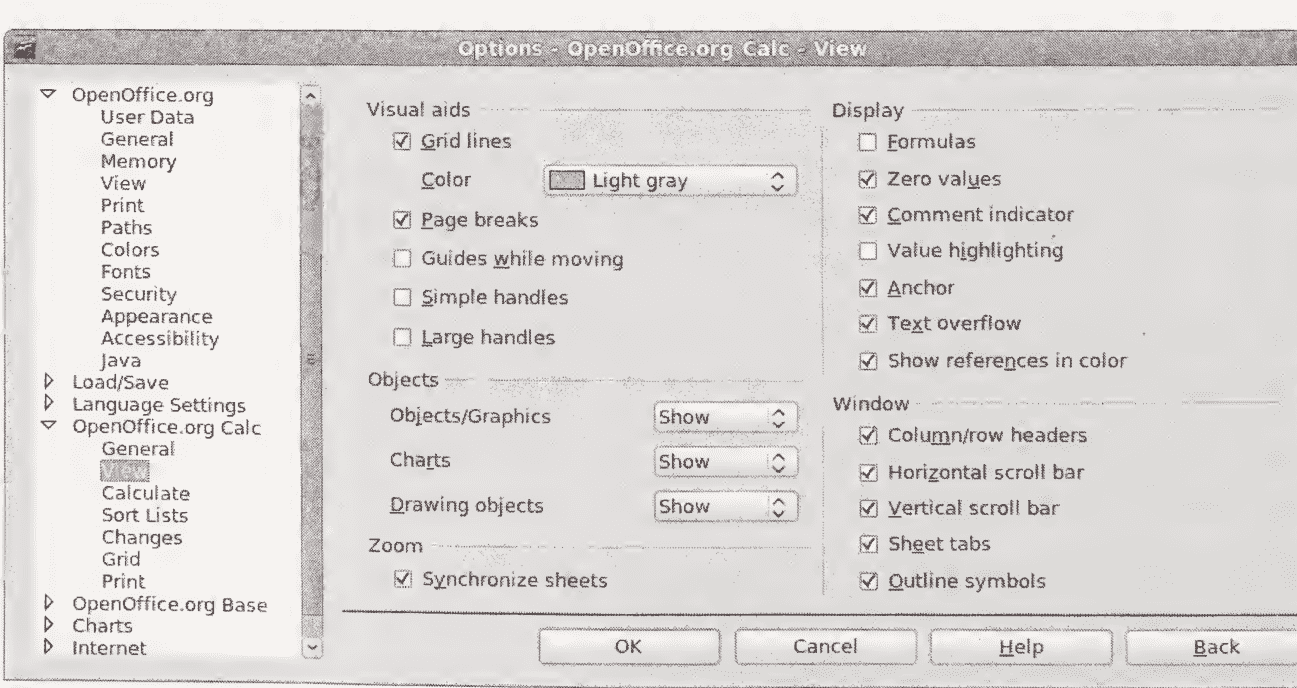 Options - OpenOffice.org Calc - View
OpenOffice.org
User Data
General
Memory
View
Print
Paths
Colors
Fonts
Security
Appearance
Accessibility
Java
Load/Save
Language Settings
OpenOffice.org Calc
General
View
Calculate
Sort Lists
Changes
Grid
Print
OpenOffice.org Base
Charts
Internet
Visual aids
Grid lines
Color Light gray
Page breaks
Guides while moving
Simple handles
Large handles
Objects
Objects/Graphics Show
Charts Show
Drawing objects Show
Zoom
Synchronize sheets
Display
Formulas
Zero values
Comment indicator
Value highlighting
Anchor
Text overflow
Show references in color
Window
Column/row headers
Horizontal scroll bar
Vertical scroll bar
Sheet tabs
Outline symbols
OK Cancel Help Back